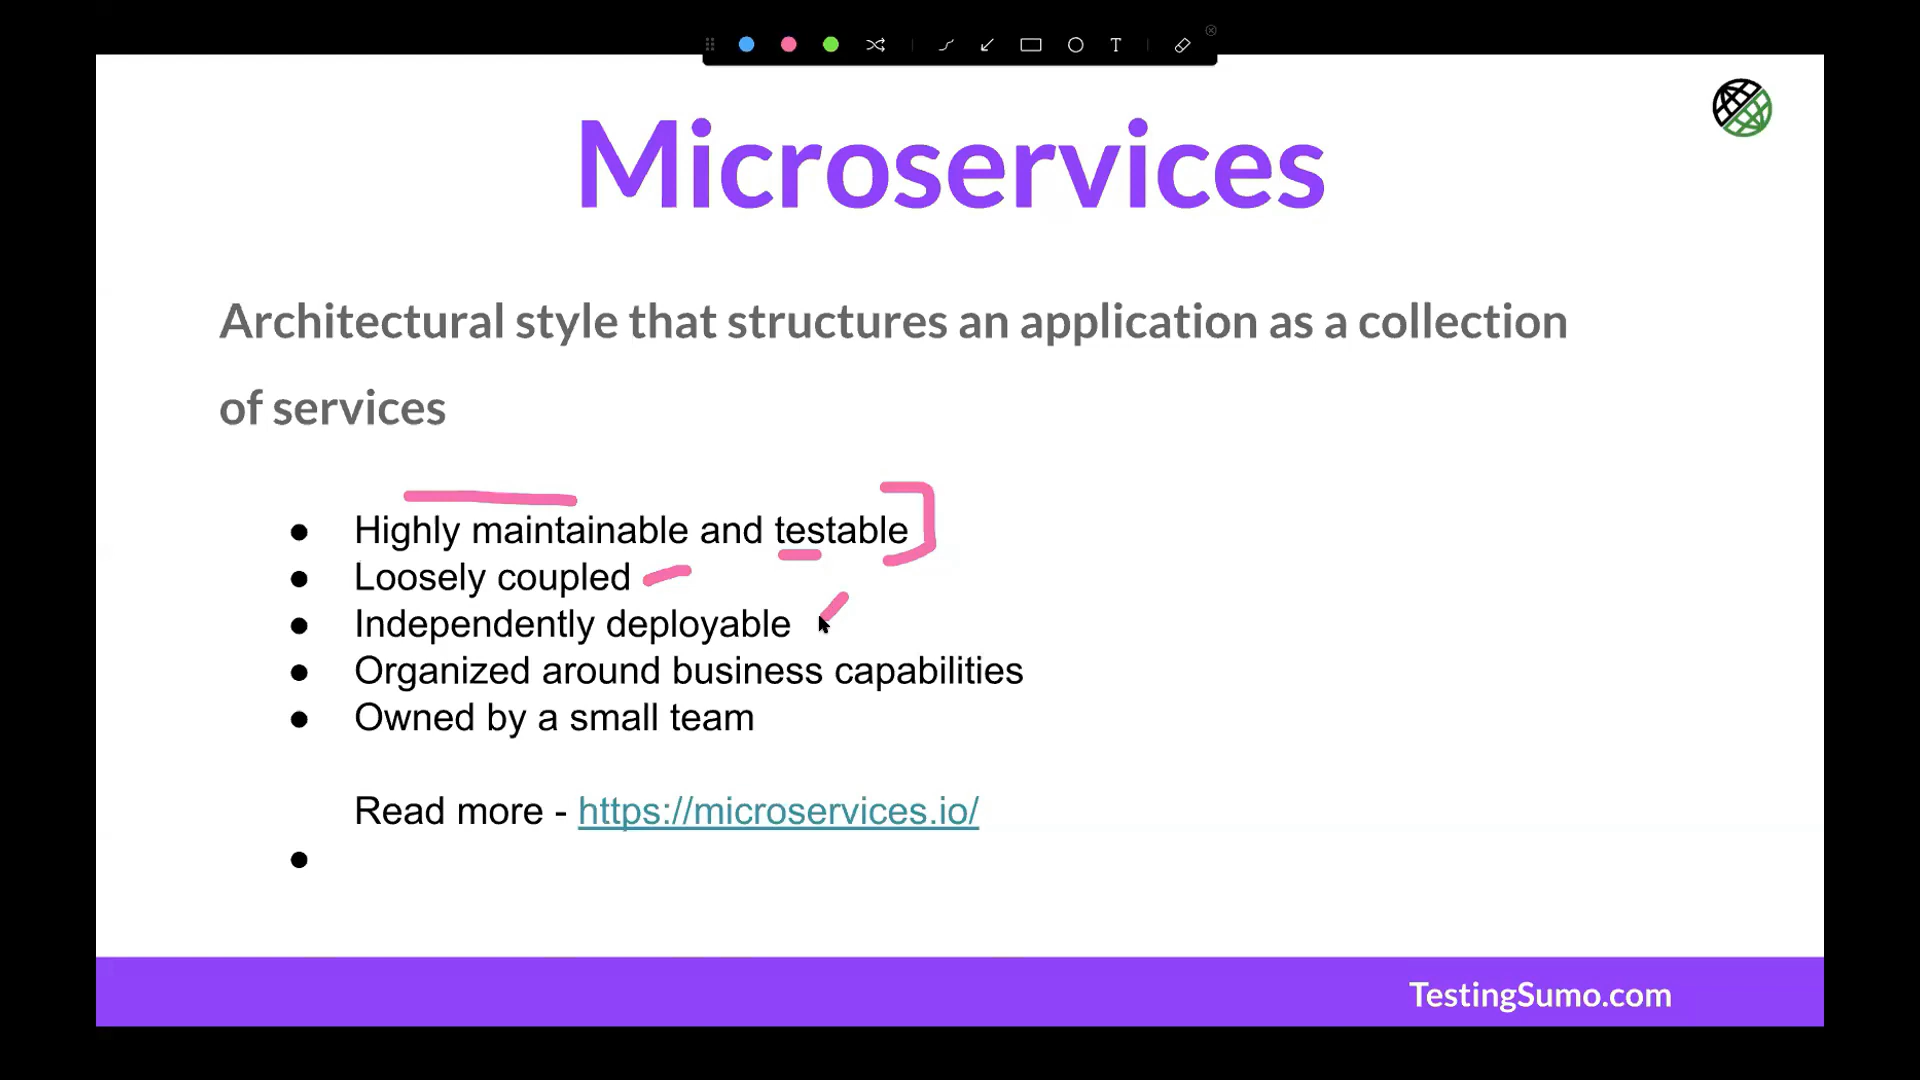 T
Microservices
Architectural style that structures an application as a collection
of services
● Highly maintainable and testable
● Loosely coupled
● Independently deployable
● Organized around business capabilities
● Owned by a small team
Read more - https://microservices.io/
●
TestingSumo.com